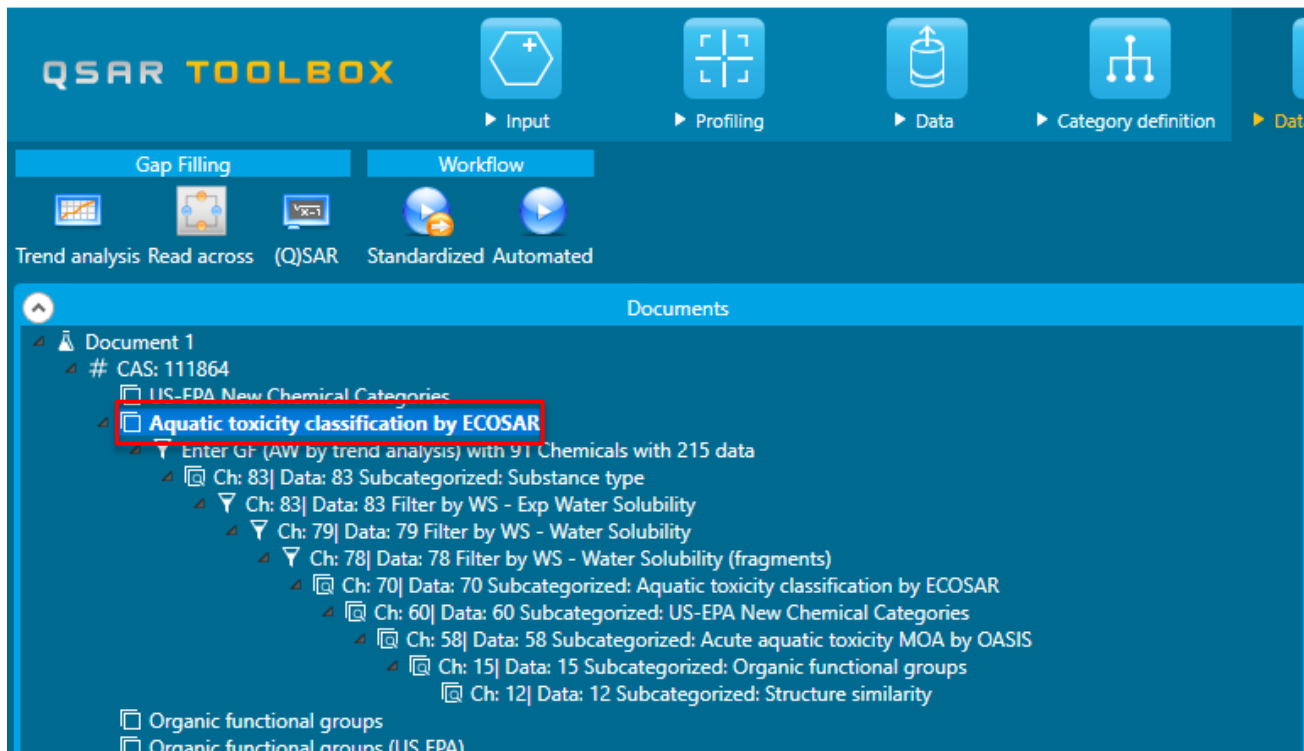 QSAR TOOLBOX
Input
Profiling
Data
Category definition
Gap Filling
Workflow
Trend analysis
Read across
(Q)SAR
Standardized
Automated
Documents
Document 1
# CAS: 111864
US-EPA New Chemical Categories
Aquatic toxicity classification by ECOSAR
Enter GF (AW by trend analysis) with 91 Chemicals with 215 data
Ch: 83| Data: 83 Subcategorized: Substance type
Ch: 83| Data: 83 Filter by WS - Exp Water Solubility
Ch: 79| Data: 79 Filter by WS - Water Solubility
Ch: 78| Data: 78 Filter by WS - Water Solubility (fragments)
Ch: 70| Data: 70 Subcategorized: Aquatic toxicity classification by ECOSAR
Ch: 60| Data: 60 Subcategorized: US-EPA New Chemical Categories
Ch: 58| Data: 58 Subcategorized: Acute aquatic toxicity MOA by OASIS
Ch: 15| Data: 15 Subcategorized: Organic functional groups
Ch: 12| Data: 12 Subcategorized: Structure similarity
Organic functional groups
Organic functional groups (US EPA)